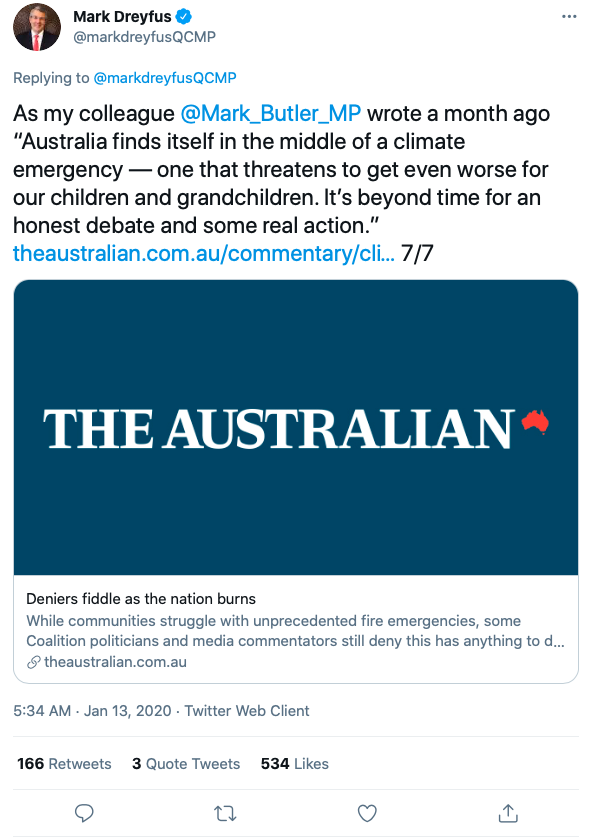 Mark Dreyfus
@markdreyfusQCMP
Replying to @markdreyfusQCMP
As my colleague @Mark_Butler_MP wrote a month ago
“Australia finds itself in the middle of a climate
emergency — one that threatens to get even worse for
our children and grandchildren. It’s beyond time for an
honest debate and some real action.”
theaustralian.com.au/commentary/cli... 7/7
THE AUSTRALIAN
Deniers fiddle as the nation burns
While communities struggle with unprecedented fire emergencies, some
Coalition politicians and media commentators still deny this has anything to d...
theaustralian.com.au
5:34 AM · Jan 13, 2020 · Twitter Web Client
166 Retweets 3 Quote Tweets 534 Likes